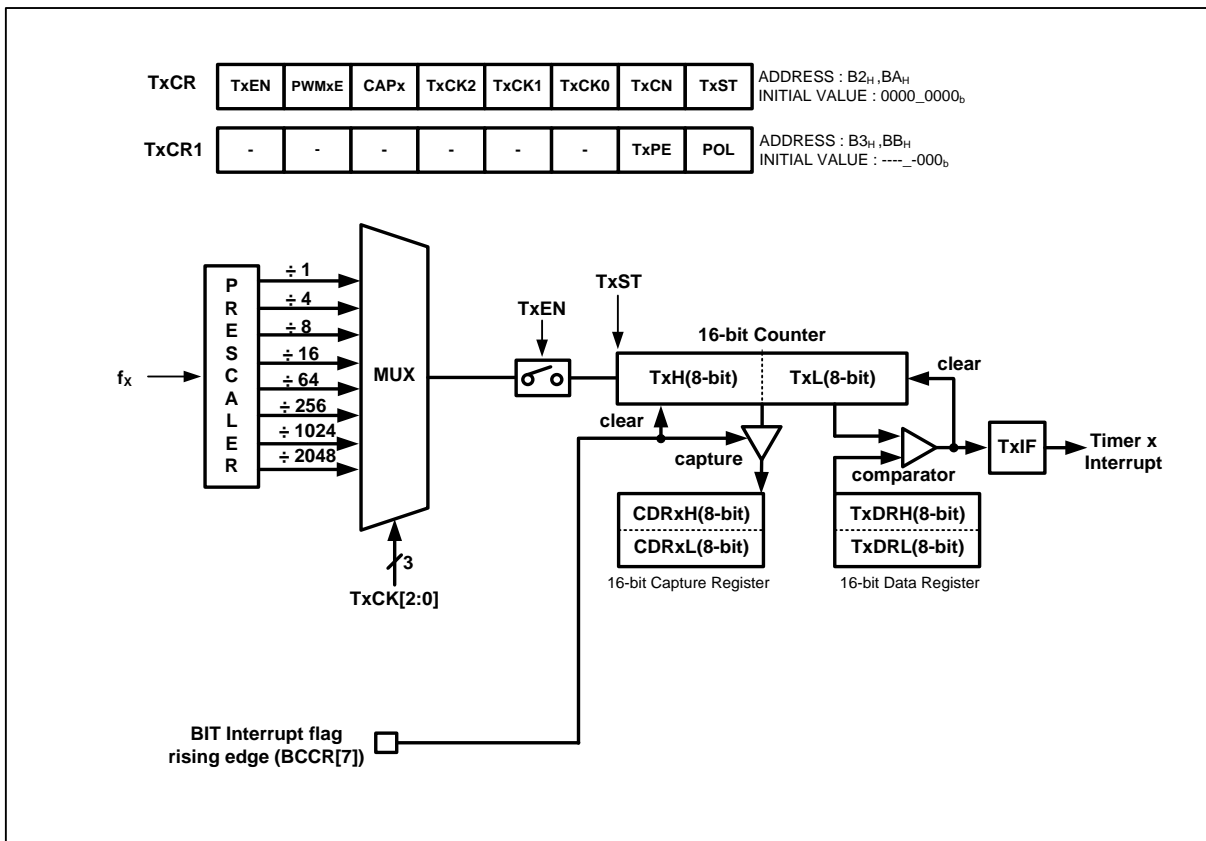 TxCR TxEN PWMxE CAPx TxCK2 TxCK1 TxCK0 TxCN TxST ADDRESS : B2H ,BAH
INITIAL VALUE : 0000_0000b
TxCR1 - - - - - - TxPE POL ADDRESS : B3H ,BBH
INITIAL VALUE : ----_-000b
fX
PRESCALER
÷ 1
÷ 4
÷ 8
÷ 16
÷ 64
÷ 256
÷ 1024
÷ 2048
MUX
3
TxCK[2:0]
TxEN
TxST
16-bit Counter
TxH(8-bit) TxL(8-bit)
clear
clear
capture
comparator
TxIF
Timer x
Interrupt
CDRxH(8-bit)
CDRxL(8-bit)
16-bit Capture Register
TxDRH(8-bit)
TxDRL(8-bit)
16-bit Data Register
BIT Interrupt flag
rising edge (BCCR[7])